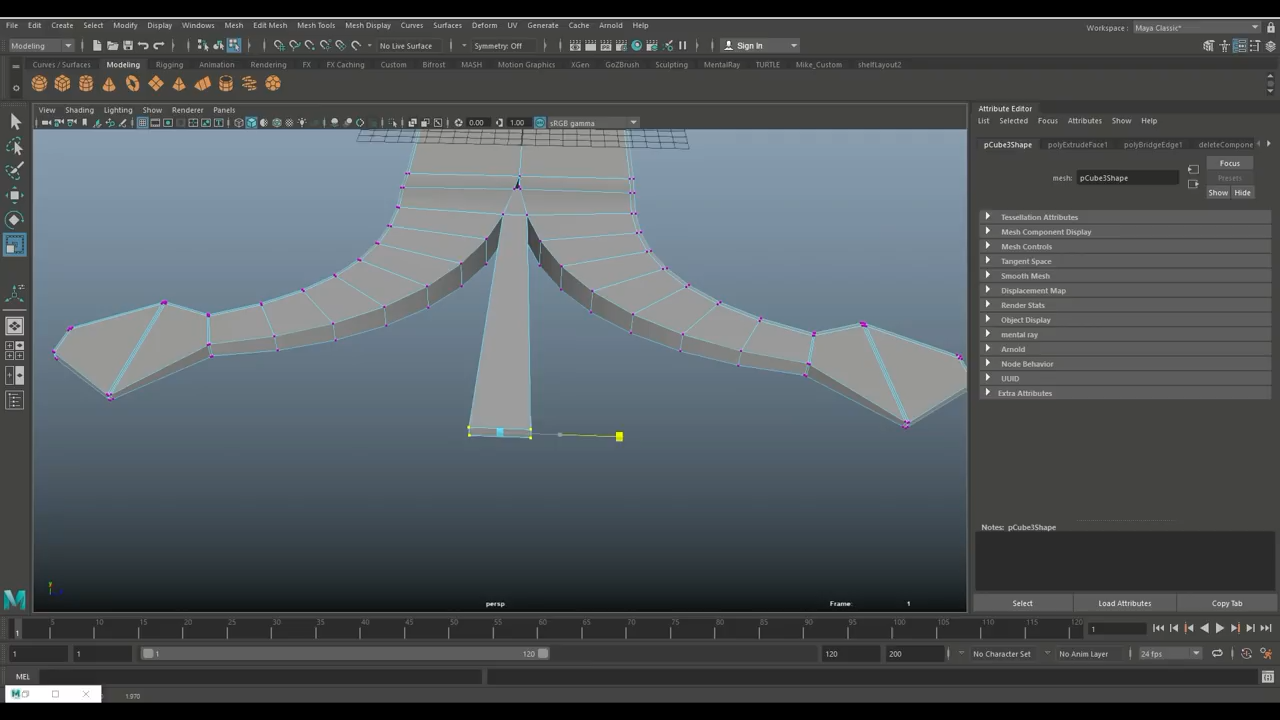 File Edit Create Select Modify Display Windows Mesh Edit Mesh Mesh Tools Mesh Display Curves Surfaces Deform UV Generate Cache Arnold Help
Workspace : Maya Classic*
Modeling No Live Surface Symmetry: Off Sign In
Curves / Surfaces Modeling Rigging Animation Rendering FX FX Caching Custom Bifrost MASH Motion Graphics XGen GoZBrush Sculpting MentalRay TURTLE Mike_Custom shelfLayout2
View Shading Lighting Show Renderer Panels
0.00 1.00 sRGB gamma
Attribute Editor
List Selected Focus Attributes Show Help
pCube3Shape polyExtrudeFace1 polyBridgeEdge1 deleteCompone
Focus
mesh: pCube3Shape Presets
Show Hide
Tessellation Attributes
Mesh Component Display
Mesh Controls
Tangent Space
Smooth Mesh
Displacement Map
Render Stats
Object Display
mental ray
Arnold
Node Behavior
UUID
Extra Attributes
Notes: pCube3Shape
persp
Frame: 1
Select Load Attributes Copy Tab
1 5 10 15 20 25 30 35 40 45 50 55 60 65 70 75 80 85 90 95 100 105 110 115 120 1
1 1 1 120 120 200 No Character Set No Anim Layer 24 fps
MEL
1.870